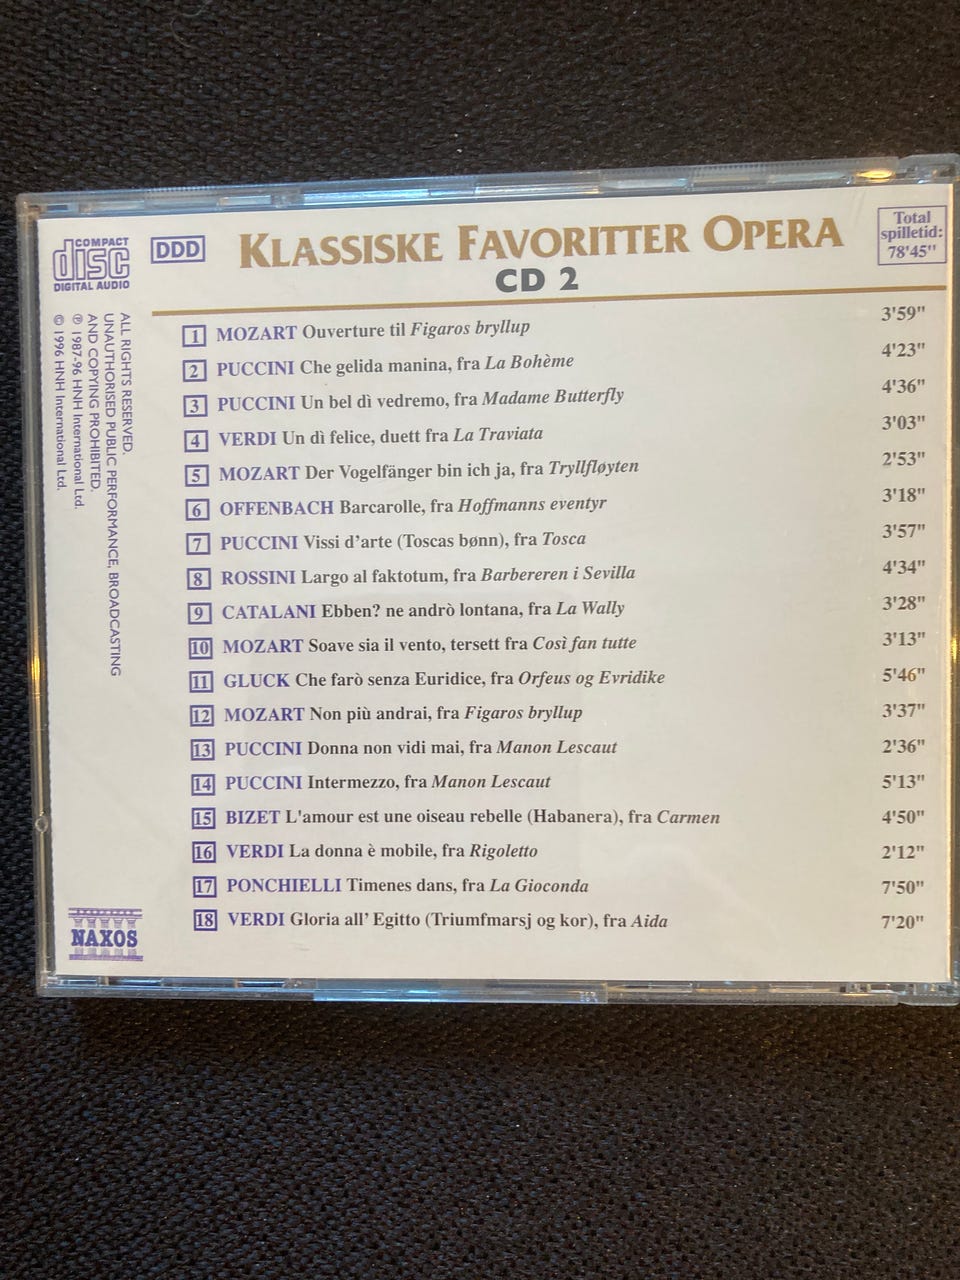 COMPACT
disc
DIGITAL AUDIO
DDD
KLASSISKE FAVORITTER OPERA
CD 2
Total
spilletid:
78'45"
1 MOZART Ouverture til Figaros bryllup 3'59"
2 PUCCINI Che gelida manina, fra La Bohème 4'23"
3 PUCCINI Un bel dì vedremo, fra Madame Butterfly 4'36"
4 VERDI Un dì felice, duett fra La Traviata 3'03"
5 MOZART Der Vogelfänger bin ich ja, fra Tryllfløyten 2'53"
6 OFFENBACH Barcarolle, fra Hoffmanns eventyr 3'18"
7 PUCCINI Vissi d'arte (Toscas bønn), fra Tosca 3'57"
8 ROSSINI Largo al faktotum, fra Barbereren i Sevilla 4'34"
9 CATALANI Ebben? ne andrò lontana, fra La Wally 3'28"
10 MOZART Soave sia il vento, tersett fra Così fan tutte 3'13"
11 GLUCK Che farò senza Euridice, fra Orfeus og Evridike 5'46"
12 MOZART Non più andrai, fra Figaros bryllup 3'37"
13 PUCCINI Donna non vidi mai, fra Manon Lescaut 2'36"
14 PUCCINI Intermezzo, fra Manon Lescaut 5'13"
15 BIZET L'amour est une oiseau rebelle (Habanera), fra Carmen 4'50"
16 VERDI La donna è mobile, fra Rigoletto 2'12"
17 PONCHIELLI Timenes dans, fra La Gioconda 7'50"
18 VERDI Gloria all' Egitto (Triumfmarsj og kor), fra Aida 7'20"
ALL RIGHTS RESERVED.
UNAUTHORISED PUBLIC PERFORMANCE, BROADCASTING
AND COPYING PROHIBITED.
℗ 1987-96 HNH International Ltd.
© 1996 HNH International Ltd.
NAXOS